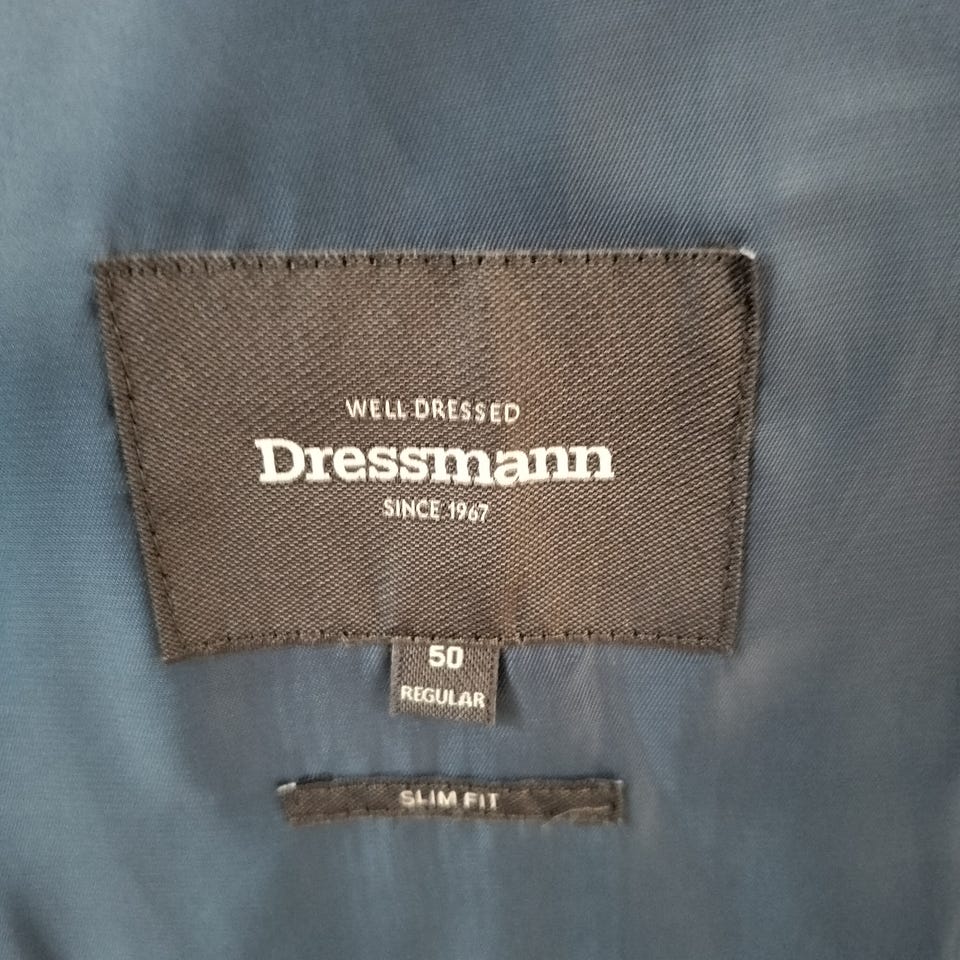 WELL DRESSED
Dressmann
SINCE 1967
50
REGULAR
SLIM FIT